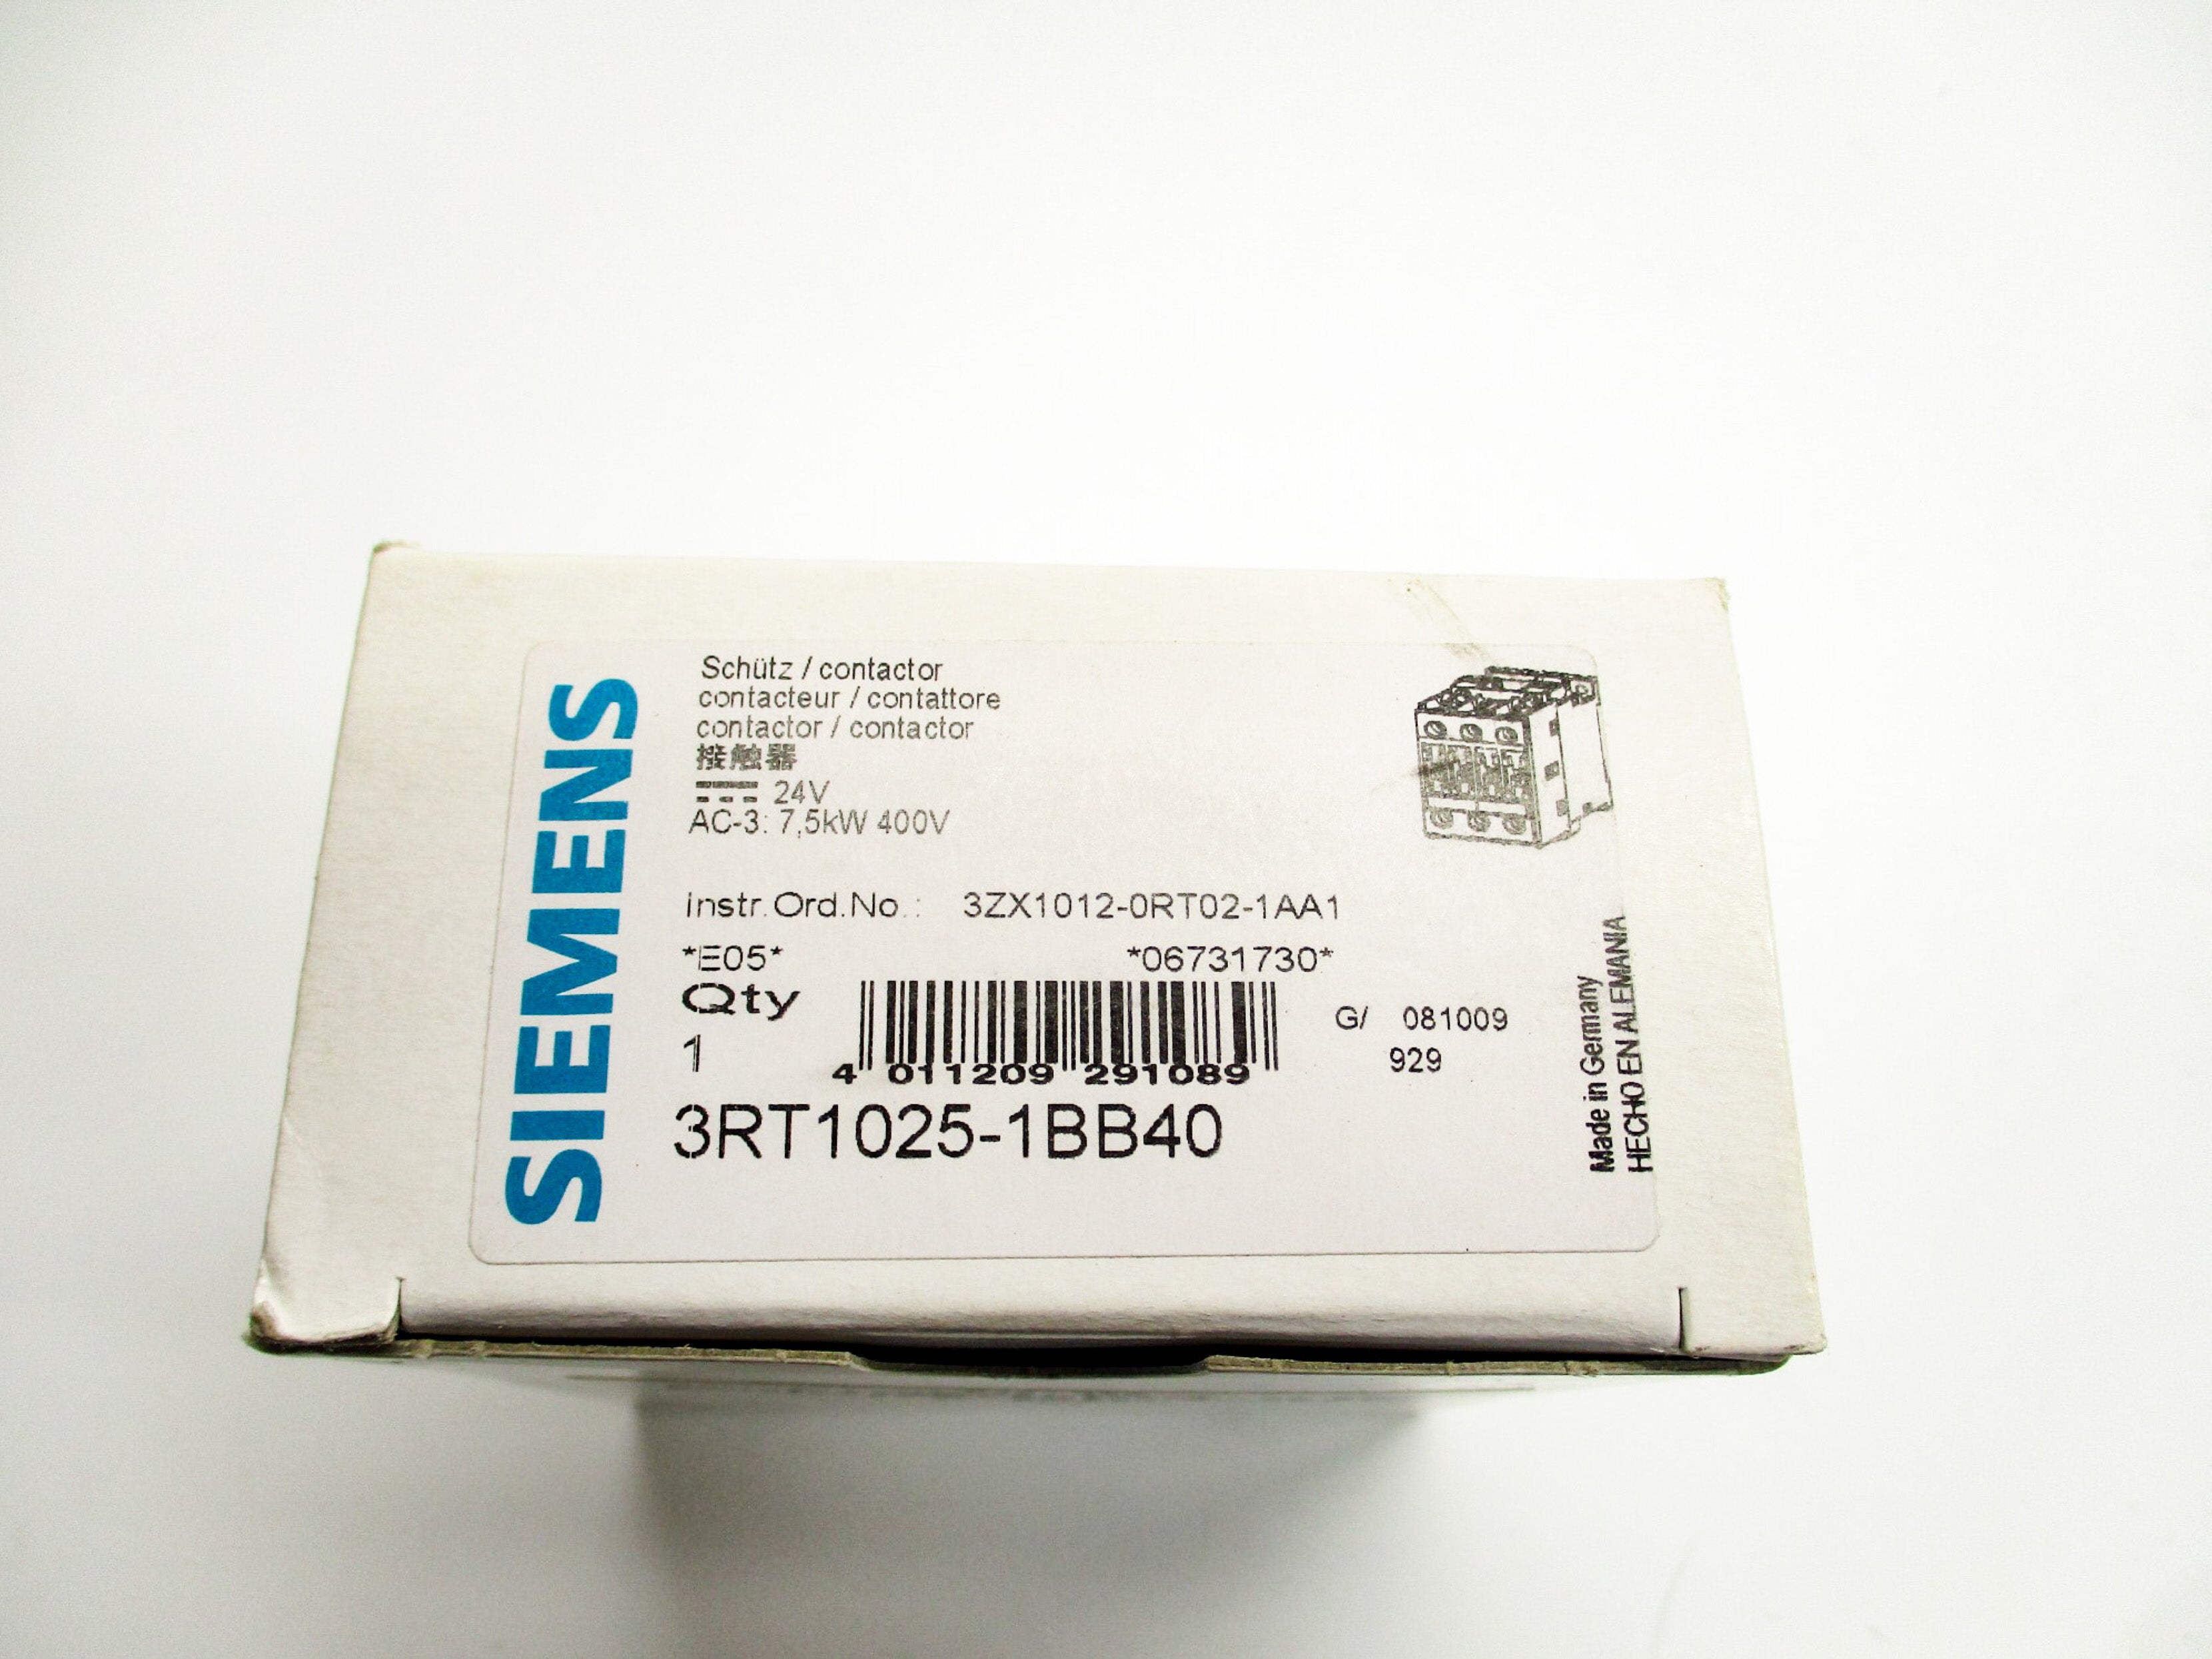 SIEMENS
Schütz / contactor
contacteur / contattore
contactor / contactor
接触器
24V
AC-3: 7,5kW 400V
Instr.Ord.No.: 3ZX1012-0RT02-1AA1
*E05* *06731730*
Qty
1
4 011209 291089
G/ 081009
929
3RT1025-1BB40
Made in Germany
HECHO EN ALEMANIA